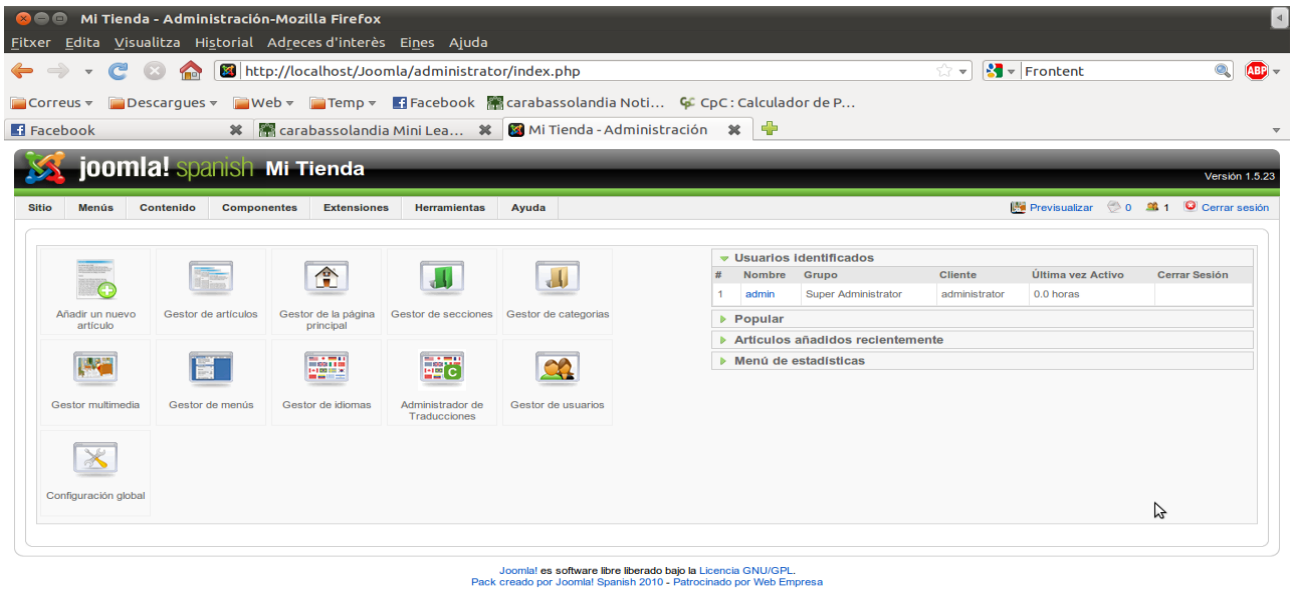 Mi Tienda - Administración-Mozilla Firefox
Fitxer Edita Visualitza Historial Adreces d'interès Eines Ajuda
http://localhost/Joomla/administrator/index.php Frontent ABP
Correus Descargues Web Temp Facebook carabassolandia Noti... CpC: Calculador de P...
Facebook carabassolandia Mini Lea... Mi Tienda - Administración
joomla! spanish Mi Tienda Versión 1.5.23
Sitio Menús Contenido Componentes Extensiones Herramientas Ayuda Previsualizar 0 1 Cerrar sesión
Añadir un nuevo artículo
Gestor de artículos
Gestor de la página principal
Gestor de secciones
Gestor de categorias
Gestor multimedia
Gestor de menús
Gestor de idiomas
Administrador de Traducciones
Gestor de usuarios
Configuración global
Usuarios identificados
# Nombre Grupo Cliente Última vez Activo Cerrar Sesión
1 admin Super Administrator administrator 0.0 horas
Popular
Artículos añadidos recientemente
Menú de estadísticas
Joomla! es software libre liberado bajo la Licencia GNU/GPL.
Pack creado por Joomla! Spanish 2010 - Patrocinado por Web Empresa